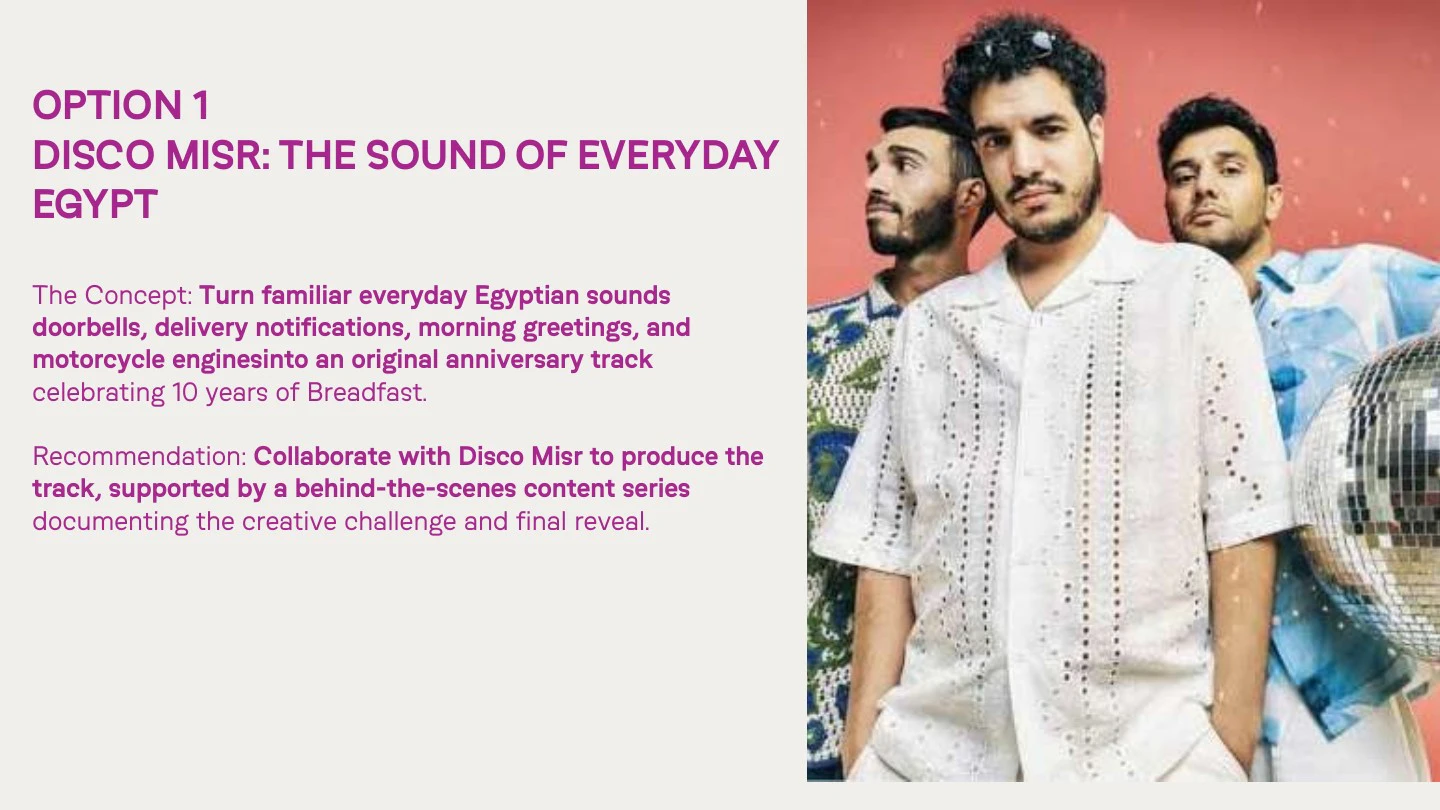 OPTION 1
DISCO MISR: THE SOUND OF EVERYDAY
EGYPT
The Concept: Turn familiar everyday Egyptian sounds
doorbells, delivery notifications, morning greetings, and
motorcycle enginesinto an original anniversary track
celebrating 10 years of Breadfast.
Recommendation: Collaborate with Disco Misr to produce the
track, supported by a behind-the-scenes content series
documenting the creative challenge and final reveal.